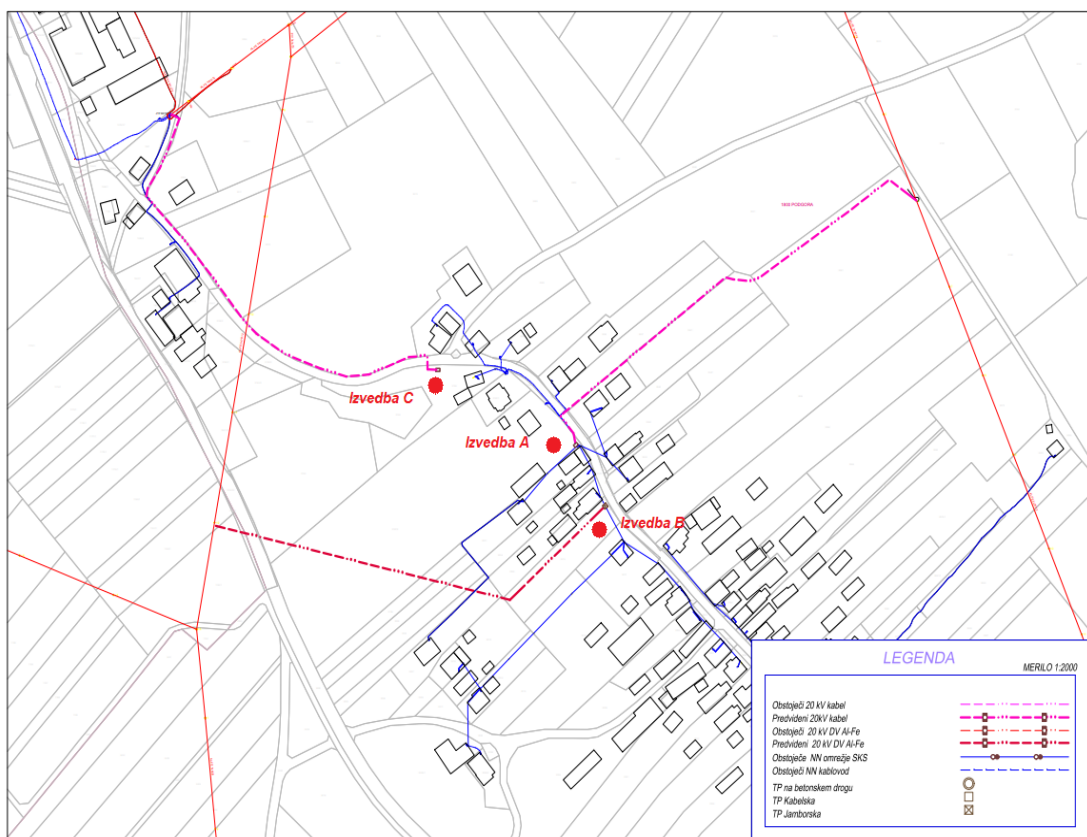 1808 PODGORA
Izvedba C
Izvedba A
Izvedba B
LEGENDA
MERILO 1:2000
Obstoječi 20 kV kabel
Predvideni 20kV kabel
Obstoječi 20 kV DV Al-Fe
Predvideni 20 kV DV Al-Fe
Obstoječe NN omrežje SKS
Obstoječi NN kablovod
TP na betonskem drogu
TP Kabelska
TP Jamborska